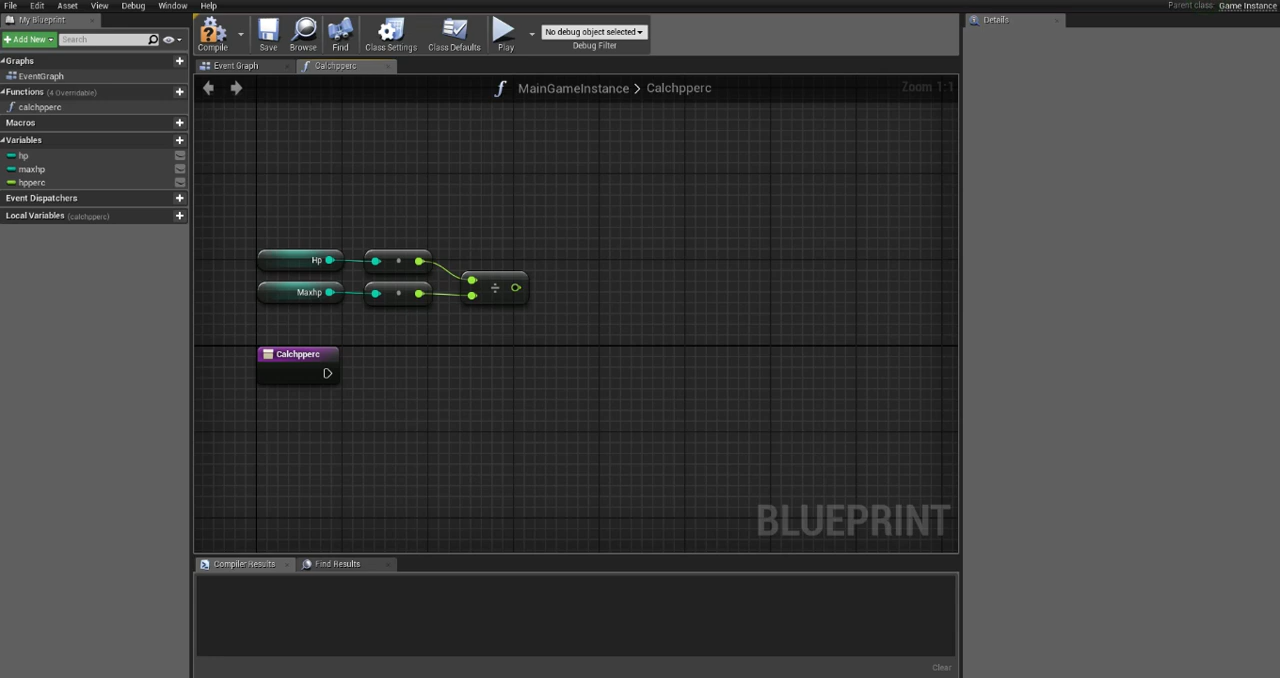 File Edit Asset View Debug Window Help
Parent class: Game Instance
My Blueprint
Details
Add New
Search
Compile
Save
Browse
Find
Class Settings
Class Defaults
Play
No debug object selected
Debug Filter
Event Graph
Calchpperc
Graphs
EventGraph
Functions (4 Overridable)
calchpperc
Macros
Variables
hp
maxhp
hpperc
Event Dispatchers
Local Variables (calchpperc)
MainGameInstance > Calchpperc
Zoom 1:1
Hp
Maxhp
÷
Calchpperc
BLUEPRINT
Compiler Results
Find Results
Clear